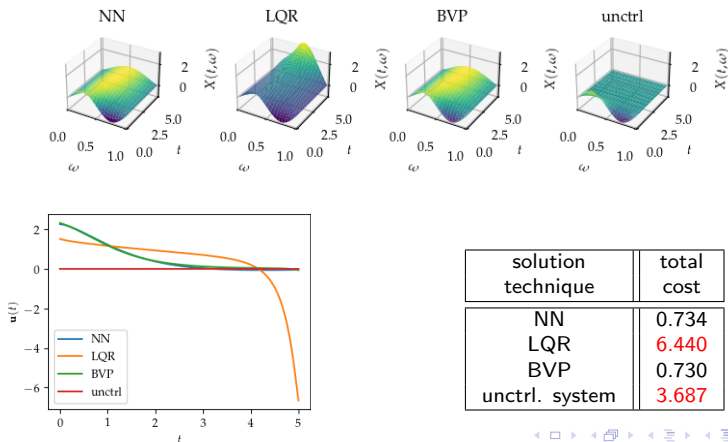 NN LQR BVP unctrl
2 0 X(t,ω) 2 0 X(t,ω) 2 0 X(t,ω) 2 0 X(t,ω)
0.0 0.5 1.0 ω 0.0 2.5 5.0 t
0.0 0.5 1.0 ω 0.0 2.5 5.0 t
0.0 0.5 1.0 ω 0.0 2.5 5.0 t
0.0 0.5 1.0 ω 0.0 2.5 5.0 t
2
0
−2
−4
−6
u(t)
NN
LQR
BVP
unctrl
0 1 2 3 4 5
t
solution technique total cost
NN 0.734
LQR 6.440
BVP 0.730
unctrl. system 3.687